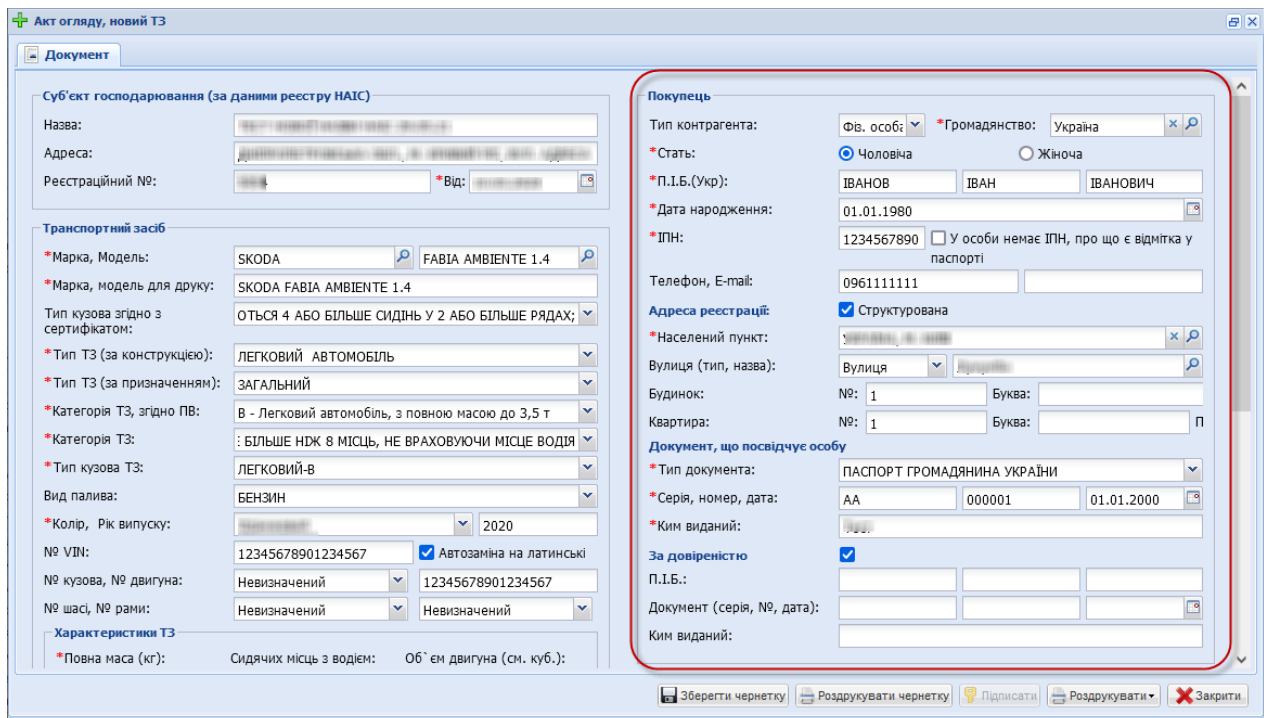 Акт огляду, новий ТЗ
Документ
Суб'єкт господарювання (за даними реєстру НАІС)
Назва:
Адреса:
Реєстраційний №:
*Від:
Транспортний засіб
*Марка, Модель: SKODA FABIA AMBIENTE 1.4
*Марка, модель для друку: SKODA FABIA AMBIENTE 1.4
Тип кузова згідно з сертифікатом: ОТЬСЯ 4 АБО БІЛЬШЕ СИДІНЬ У 2 АБО БІЛЬШЕ РЯДАХ;
*Тип ТЗ (за конструкцією): ЛЕГКОВИЙ АВТОМОБІЛЬ
*Тип ТЗ (за призначенням): ЗАГАЛЬНИЙ
*Категорія ТЗ, згідно ПВ: B - Легковий автомобіль, з повною масою до 3,5 т
*Категорія ТЗ: : БІЛЬШЕ НІЖ 8 МІСЦЬ, НЕ ВРАХОВУЮЧИ МІСЦЕ ВОДІЯ
*Тип кузова ТЗ: ЛЕГКОВИЙ-В
Вид палива: БЕНЗИН
*Колір, Рік випуску: 2020
№ VIN: 12345678901234567 Автозаміна на латинські
№ кузова, № двигуна: Невизначений 12345678901234567
№ шасі, № рами: Невизначений Невизначений
Характеристики ТЗ
*Повна маса (кг): Сидячих місць з водієм: Об`єм двигуна (см. куб.):
Покупець
Тип контрагента: Фіз. особа *Громадянство: Україна
*Стать: Чоловіча Жіноча
*П.І.Б.(Укр): ІВАНОВ ІВАН ІВАНОВИЧ
*Дата народження: 01.01.1980
*ІПН: 1234567890 У особи немає ІПН, про що є відмітка у
паспорті
Телефон, E-mail: 0961111111
Адреса реєстрації: Структурована
*Населений пункт:
Вулиця (тип, назва): Вулиця
Будинок: №: 1 Буква:
Квартира: №: 1 Буква: П
Документ, що посвідчує особу
*Тип документа: ПАСПОРТ ГРОМАДЯНИНА УКРАЇНИ
*Серія, номер, дата: АА 000001 01.01.2000
*Ким виданий:
За довіреністю
П.І.Б.:
Документ (серія, №, дата):
Ким виданий:
Зберегти чернетку Роздрукувати чернетку Підписати Роздрукувати Закрити